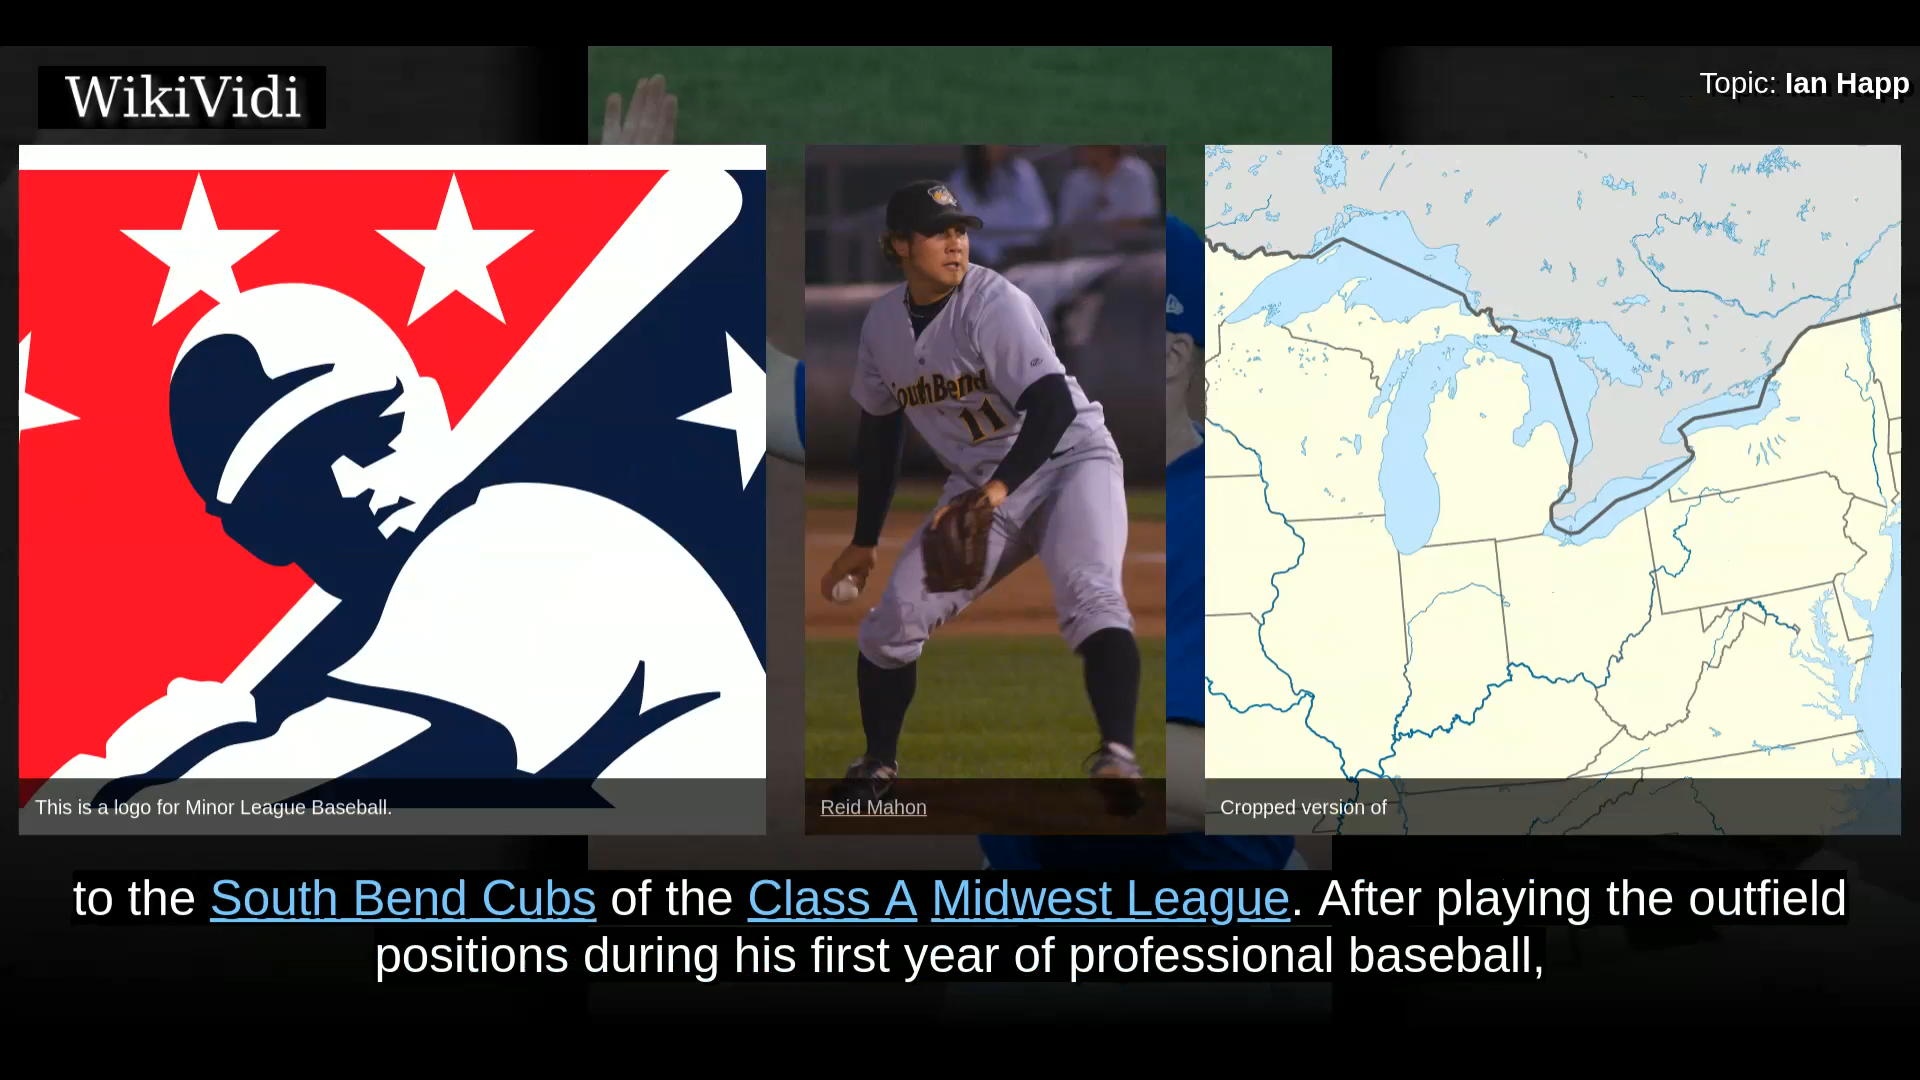 WikiVidi
Topic: Ian Happ
South Bend
11
This is a logo for Minor League Baseball.
Reid Mahon
Cropped version of
to the South Bend Cubs of the Class A Midwest League. After playing the outfield
positions during his first year of professional baseball,